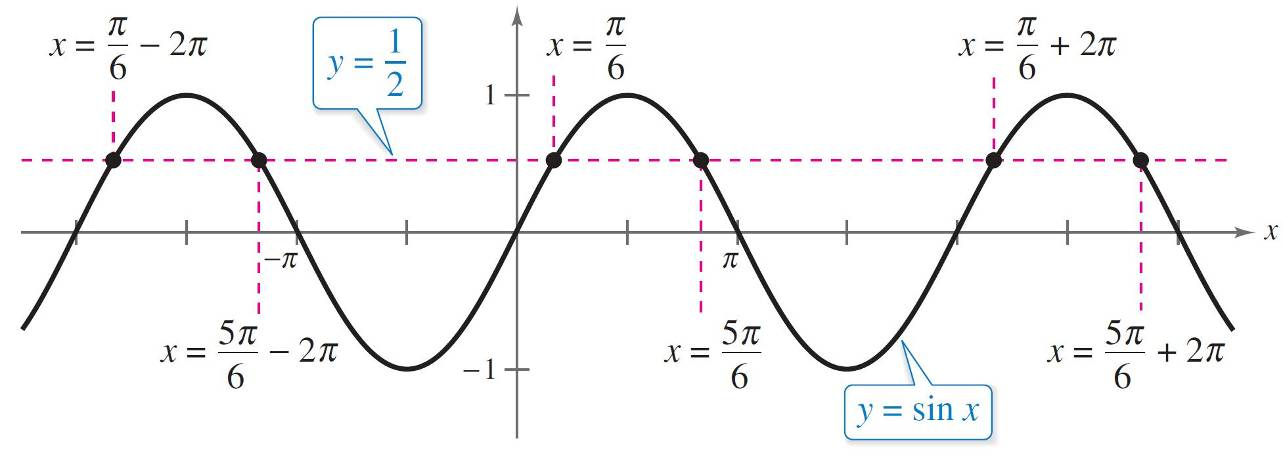 x = π/6 − 2π
y = 1/2
x = π/6
x = π/6 + 2π
1
x
−π
π
x = 5π/6 − 2π
x = 5π/6
x = 5π/6 + 2π
−1
y = sin x